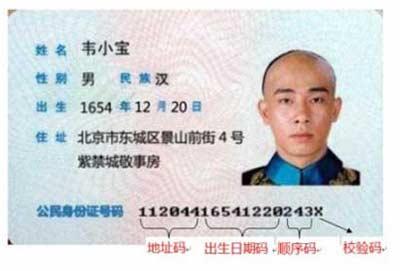 姓 名 韦小宝
性 别 男 民 族 汉
出 生 1654 年 12 月 20 日
住 址 北京市东城区景山前街 4 号
紫禁城敬事房
公民身份证号码 11204416541220243X
地址码 出生日期码 顺序码 校验码